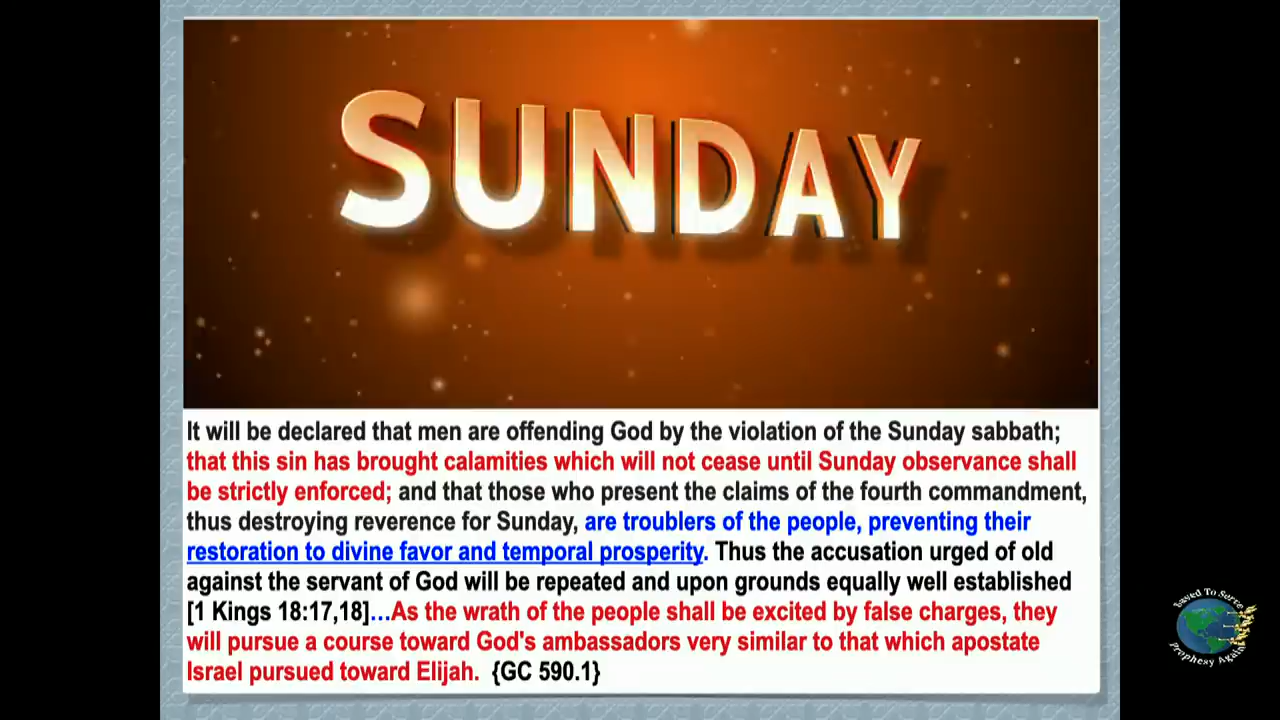 SUNDAY
It will be declared that men are offending God by the violation of the Sunday sabbath;
that this sin has brought calamities which will not cease until Sunday observance shall
be strictly enforced; and that those who present the claims of the fourth commandment,
thus destroying reverence for Sunday, are troublers of the people, preventing their
restoration to divine favor and temporal prosperity. Thus the accusation urged of old
against the servant of God will be repeated and upon grounds equally well established
[1 Kings 18:17,18]…As the wrath of the people shall be excited by false charges, they
will pursue a course toward God's ambassadors very similar to that which apostate
Israel pursued toward Elijah. {GC 590.1}
To Serve
Prophesy Again